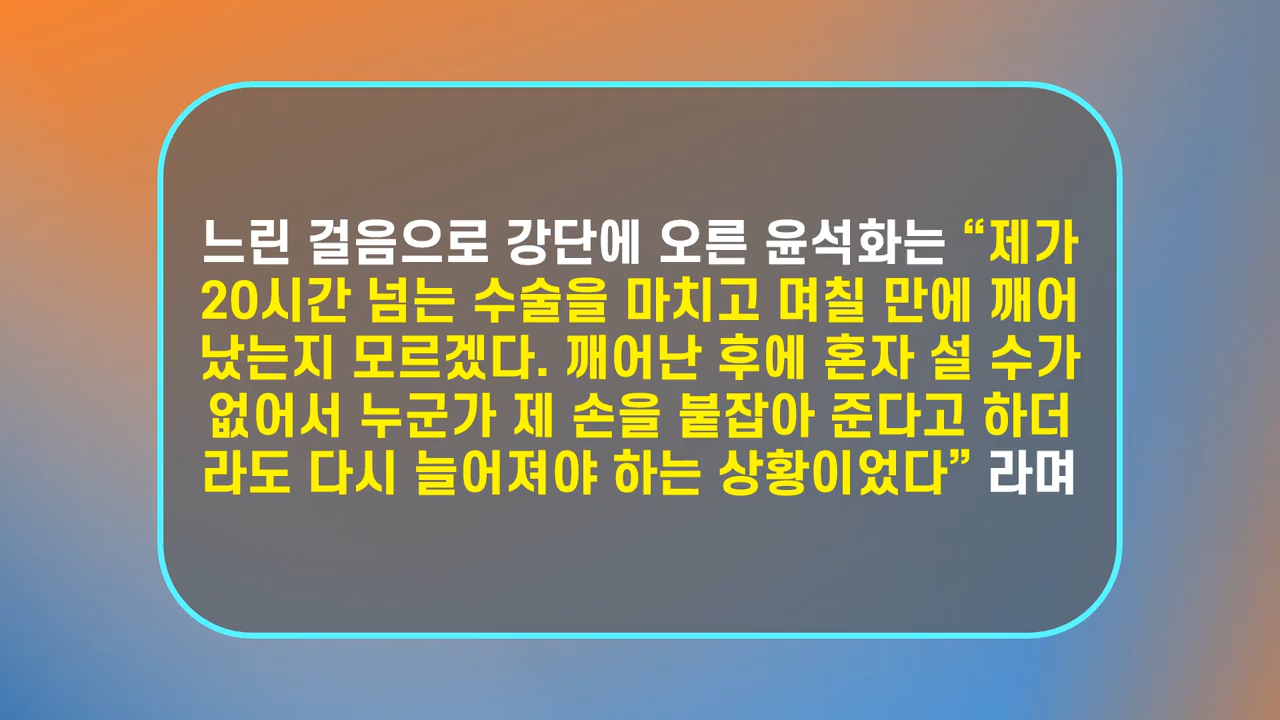 느린 걸음으로 강단에 오른 윤석화는 “제가
20시간 넘는 수술을 마치고 며칠 만에 깨어
났는지 모르겠다. 깨어난 후에 혼자 설 수가
없어서 누군가 제 손을 붙잡아 준다고 하더
라도 다시 늘어져야 하는 상황이었다” 라며